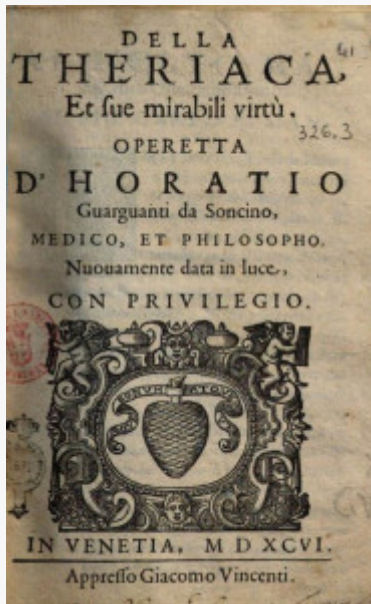 DELLA
THERIACA,
Et ſue mirabili virtù.
OPERETTA
D'HORATIO
Guarguanti da Soncino,
MEDICO, ET PHILOSOPHO.
Nuouamente data in luce,
CON PRIVILEGIO.
IN VENETIA, M D XCVI.
Appreſſo Giacomo Vincenti.
41
326.3